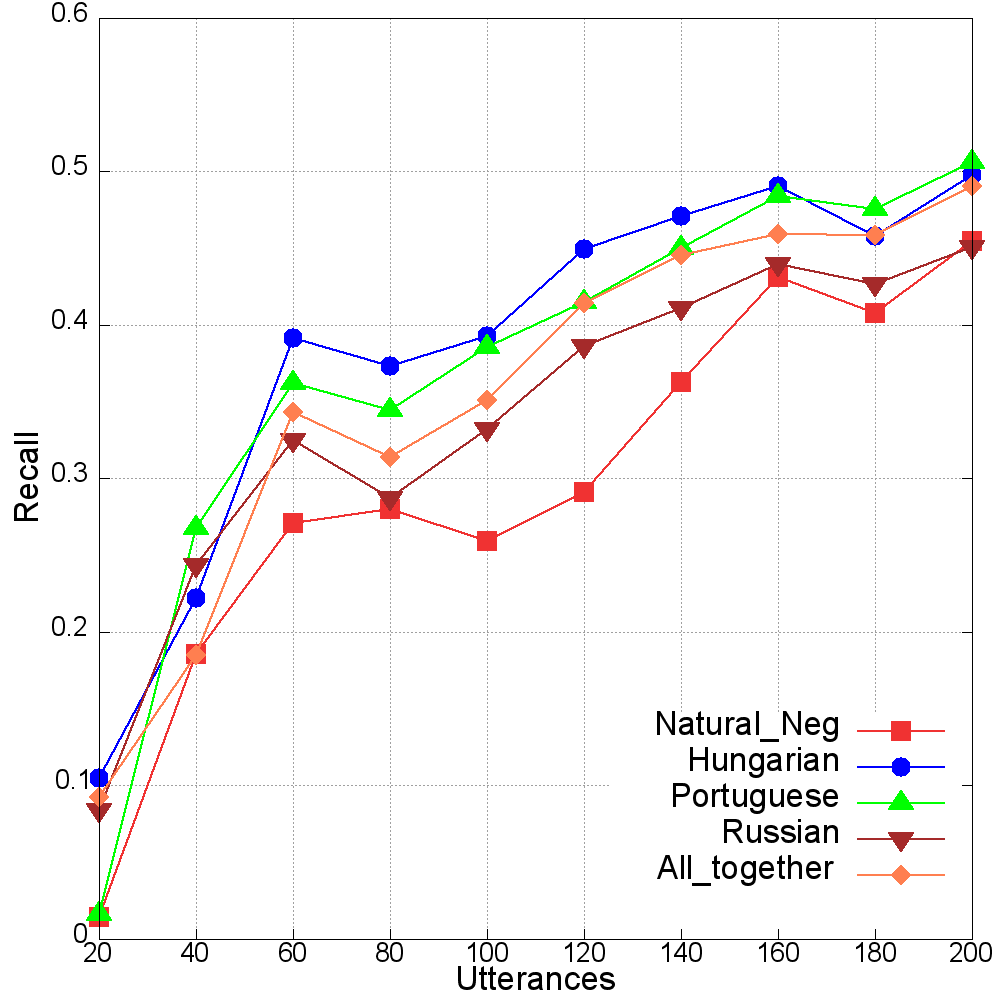 0.6
0.5
0.4
0.3
0.2
0.1
0
Recall
20 40 60 80 100 120 140 160 180 200
Utterances
Natural_Neg
Hungarian
Portuguese
Russian
All_together